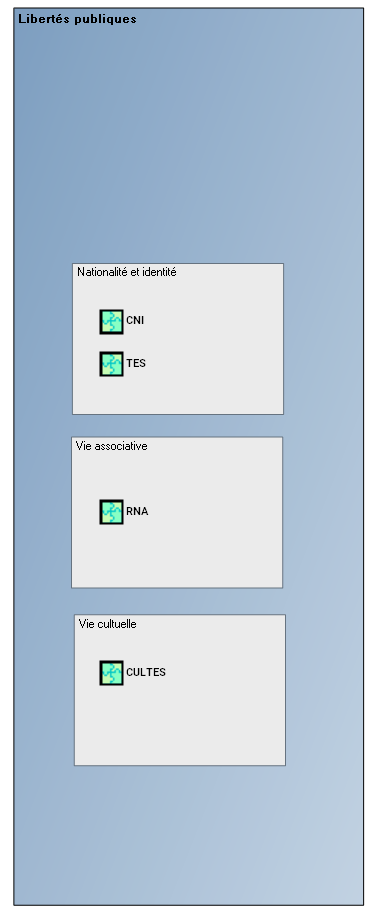 Libertés publiques
Nationalité et identité
CNI
TES
Vie associative
RNA
Vie cultuelle
CULTES